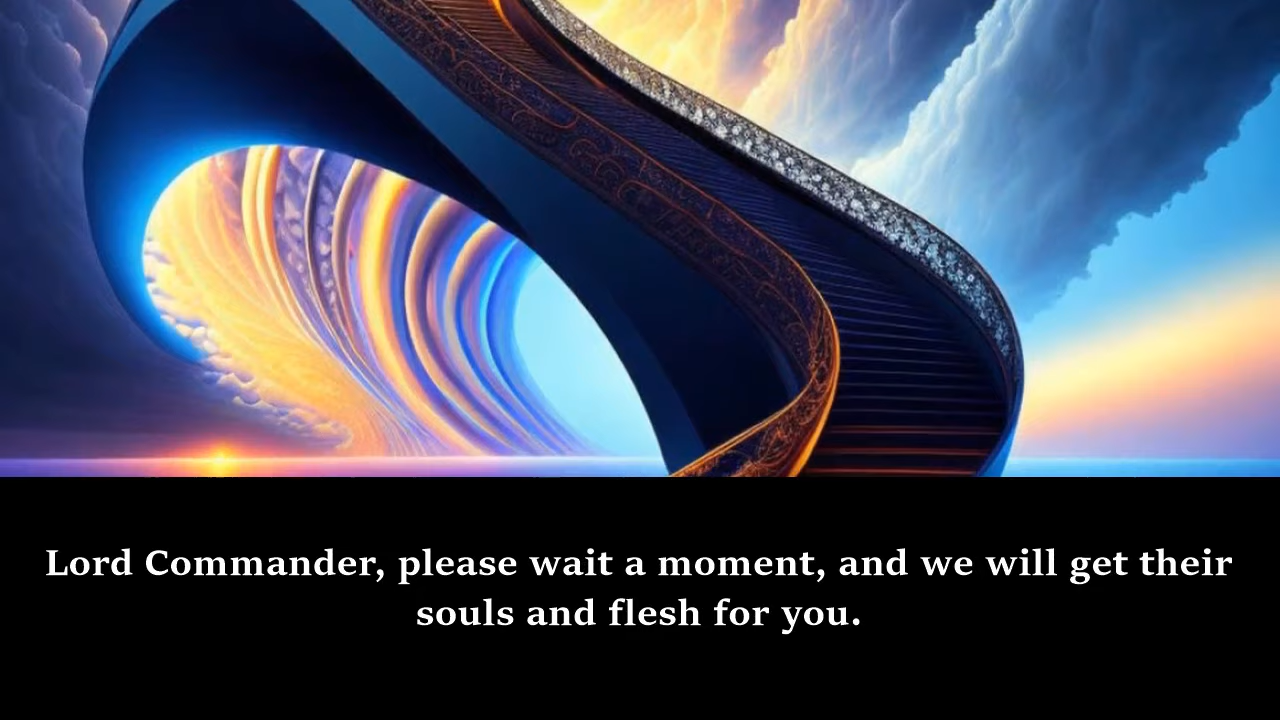 Lord Commander, please wait a moment, and we will get their
souls and flesh for you.